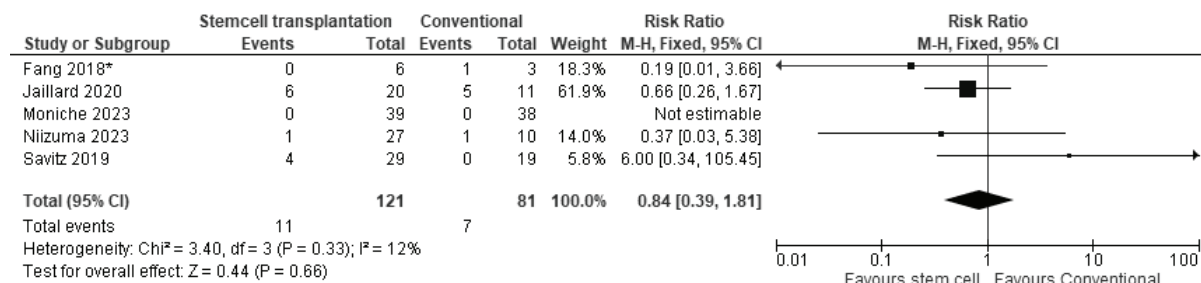 Stemcell transplantation Conventional Risk Ratio Risk Ratio
Study or Subgroup Events Total Events Total Weight M-H, Fixed, 95% CI M-H, Fixed, 95% CI
Fang 2018* 0 6 1 3 18.3% 0.19 [0.01, 3.66]
Jaillard 2020 6 20 5 11 61.9% 0.66 [0.26, 1.67]
Moniche 2023 0 39 0 38 Not estimable
Niizuma 2023 1 27 1 10 14.0% 0.37 [0.03, 5.38]
Savitz 2019 4 29 0 19 5.8% 6.00 [0.34, 105.45]
Total (95% CI) 121 81 100.0% 0.84 [0.39, 1.81]
Total events 11 7
Heterogeneity: Chi² = 3.40, df = 3 (P = 0.33); I² = 12%
Test for overall effect: Z = 0.44 (P = 0.66)
0.01 0.1 1 10 100
Favours stem cell Favours Conventional